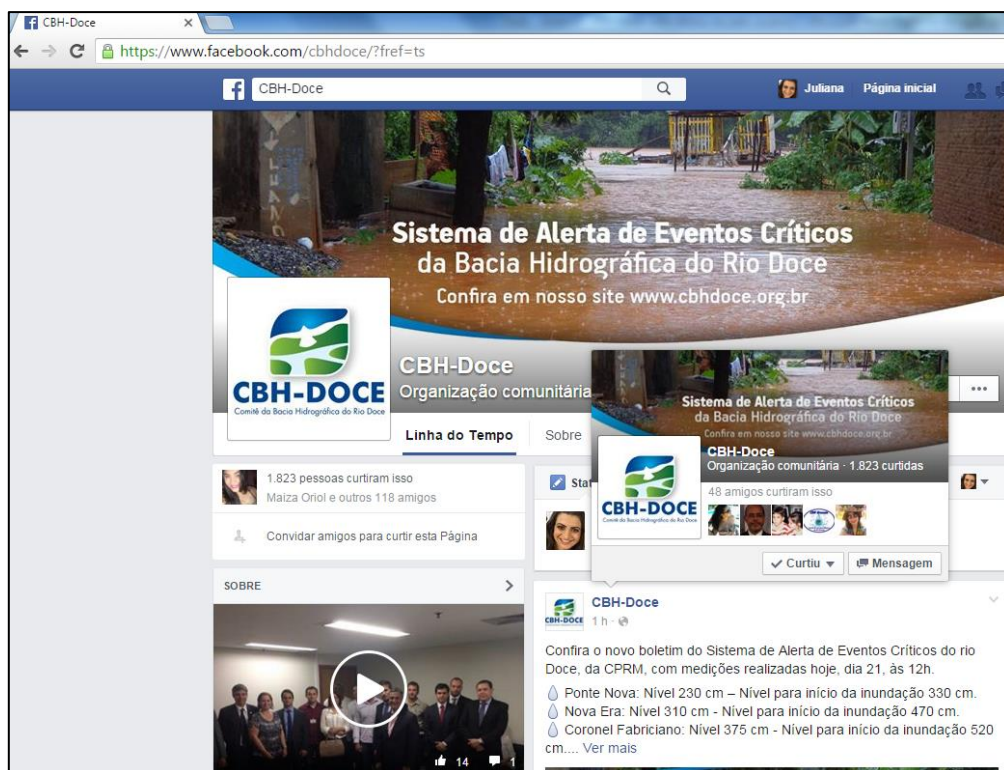 CBH-Doce
https://www.facebook.com/cbhdoce/?fref=ts
CBH-Doce
Juliana Página inicial
LUANO
Sistema de Alerta de Eventos Críticos
da Bacia Hidrográfica do Rio Doce
Confira em nosso site www.cbhdoce.org.br
CBH-DOCE
Comitê da Bacia Hidrográfica do Rio Doce
CBH-Doce
Organização comunitária
Linha do Tempo Sobre
Sistema de Alerta de Eventos Críticos
da Bacia Hidrográfica do Rio Doce
Confira em nosso site www.cbhdoce.org.br
CBH-DOCE
Comitê da Bacia Hidrográfica do Rio Doce
CBH-Doce
Organização comunitária · 1.823 curtidas
48 amigos curtiram isso
Curtiu Mensagem
1.823 pessoas curtiram isso
Maiza Oriol e outros 118 amigos
Convidar amigos para curtir esta Página
SOBRE
14 1
Stat
CBH-DOCE
CBH-Doce
1 h ·
Confira o novo boletim do Sistema de Alerta de Eventos Críticos do rio
Doce, da CPRM, com medições realizadas hoje, dia 21, às 12h.
Ponte Nova: Nível 230 cm – Nível para início da inundação 330 cm.
Nova Era: Nível 310 cm - Nível para início da inundação 470 cm.
Coronel Fabriciano: Nível 375 cm - Nível para início da inundação 520
cm.... Ver mais